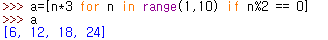 >>> a=[n*3 for n in range(1,10) if n%2 == 0]
>>> a
[6, 12, 18, 24]